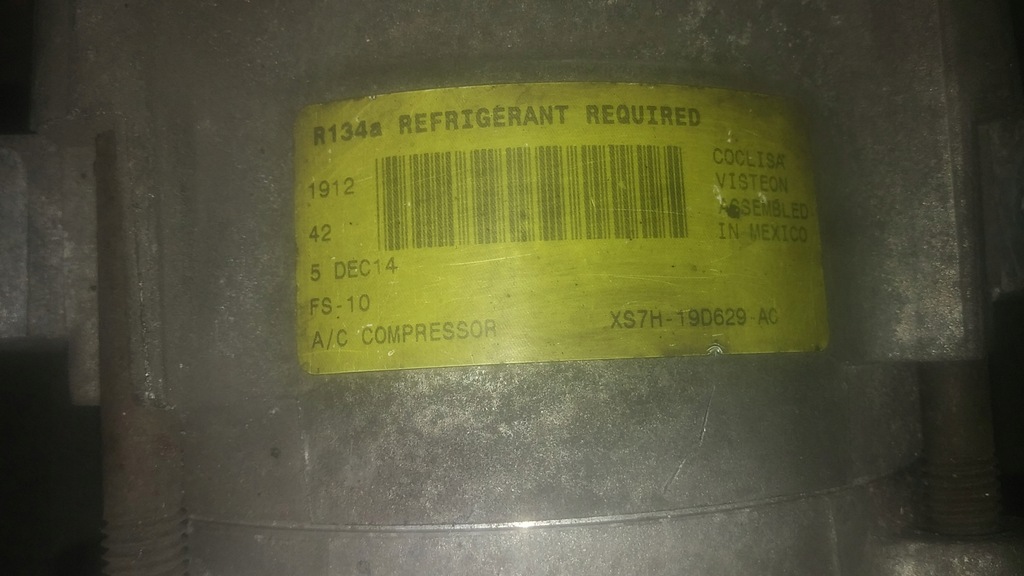 R134a REFRIGERANT REQUIRED
1912
42
5 DEC14
FS-10
A/C COMPRESSOR
COCLISA
VISTEON
ASSEMBLED
IN MEXICO
XS7H-19D629-AC